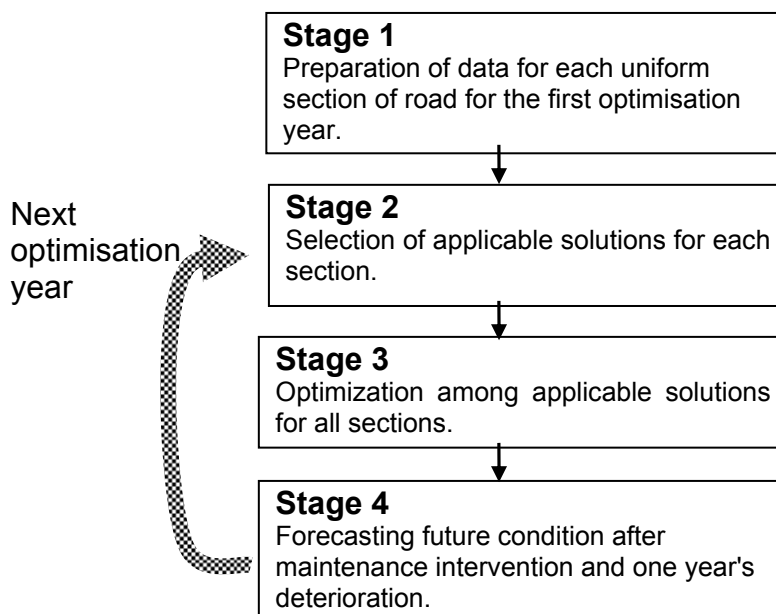 Stage 1
Preparation of data for each uniform
section of road for the first optimisation
year.
Next
optimisation
year
Stage 2
Selection of applicable solutions for each
section.
Stage 3
Optimization among applicable solutions
for all sections.
Stage 4
Forecasting future condition after
maintenance intervention and one year's
deterioration.